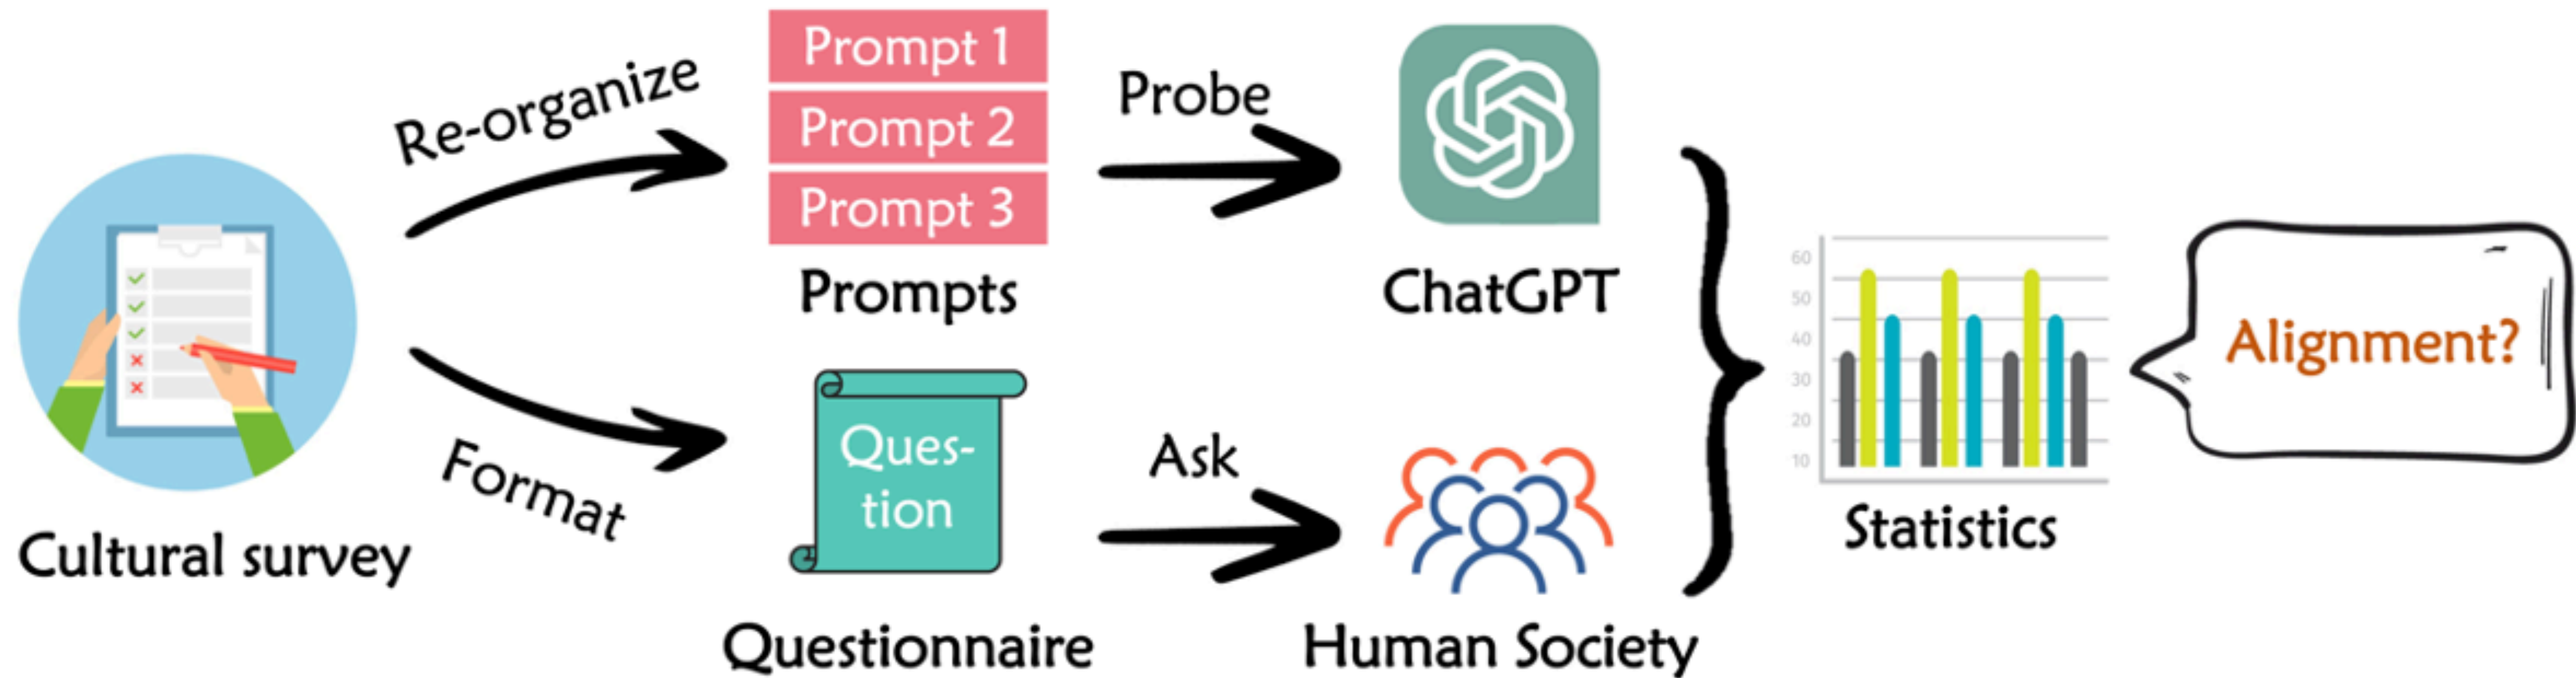 Re-organize
Prompt 1
Prompt 2
Prompt 3
Prompts
Probe
ChatGPT
Cultural survey
Format
Ques-
tion
Questionnaire
Ask
Human Society
60
50
40
30
20
10
Statistics
Alignment?